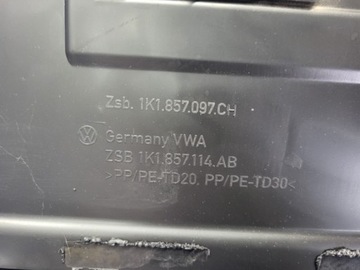 Zsb. 1K1.857.097.CH
Germany VWA
ZSB 1K1.857.114.AB
>PP/PE-TD20, PP/PE-TD30<